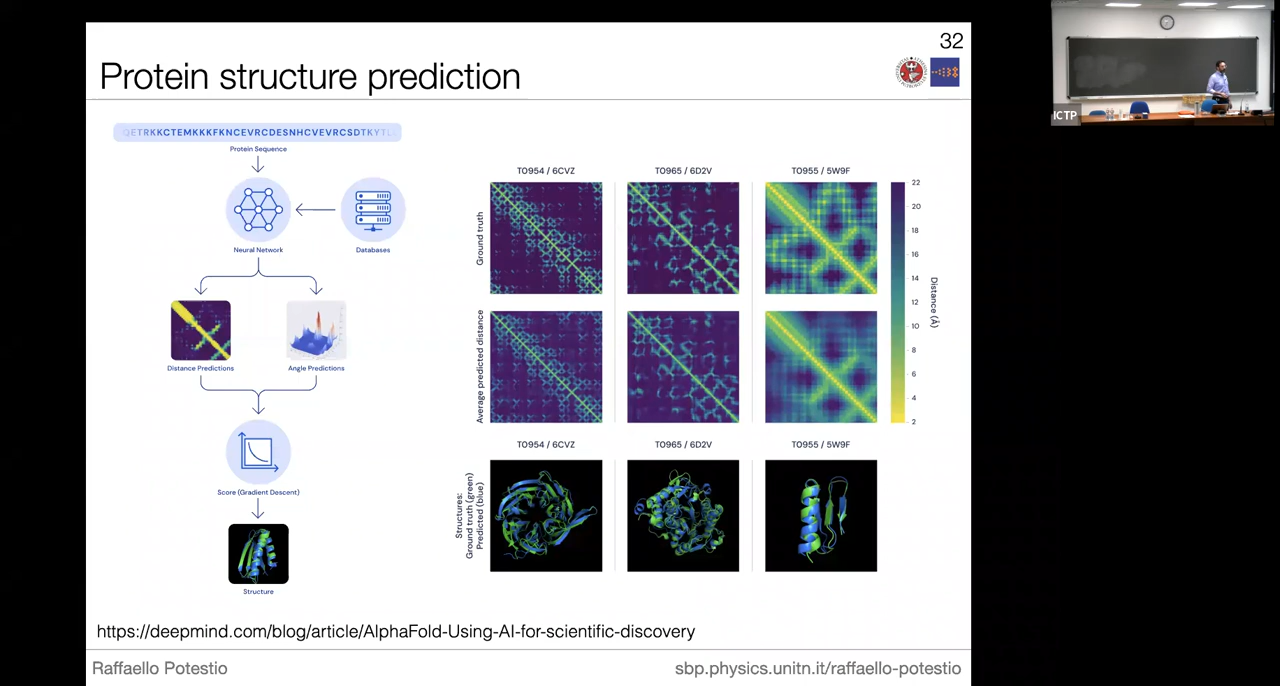 32
Protein structure prediction
QETRKKCTEMKKKFKNCEVRCDESNHCVEVRCSDTKYTL
Protein Sequence
Neural Network
Databases
Distance Predictions
Angle Predictions
Score (Gradient Descent)
Structure
TO954 / 6CVZ
TO965 / 6D2V
TO955 / 5W9F
Ground truth
Average predicted distance
22
20
18
16
14
12
10
8
6
4
2
Distance (Å)
TO954 / 6CVZ
TO965 / 6D2V
TO955 / 5W9F
Structures:
Ground truth (green)
Predicted (blue)
https://deepmind.com/blog/article/AlphaFold-Using-AI-for-scientific-discovery
Raffaello Potestio
sbp.physics.unitn.it/raffaello-potestio
ICTP